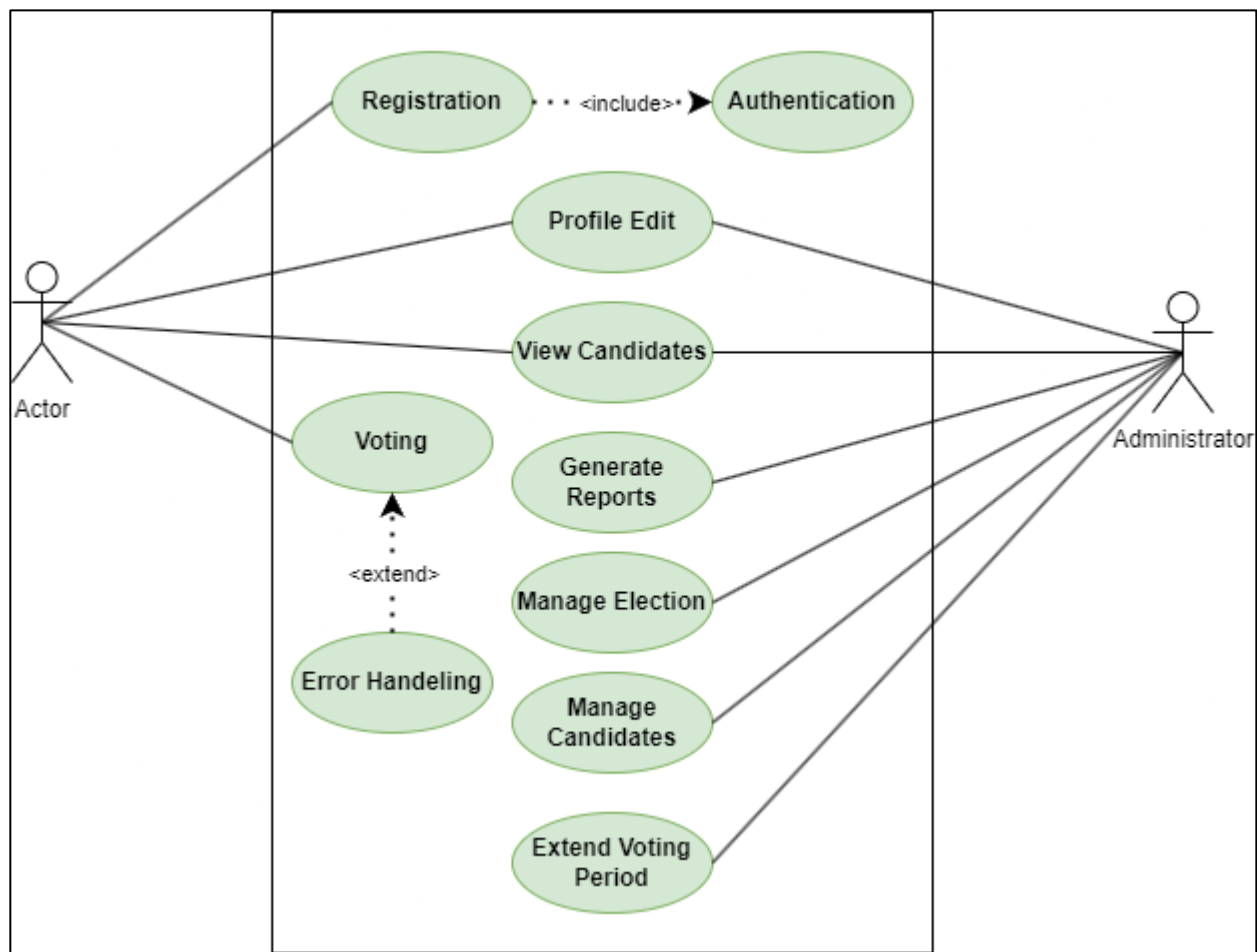 Registration
<include>
Authentication
Profile Edit
View Candidates
Actor
Voting
Administrator
Generate
Reports
<extend>
Manage Election
Error Handeling
Manage
Candidates
Extend Voting
Period